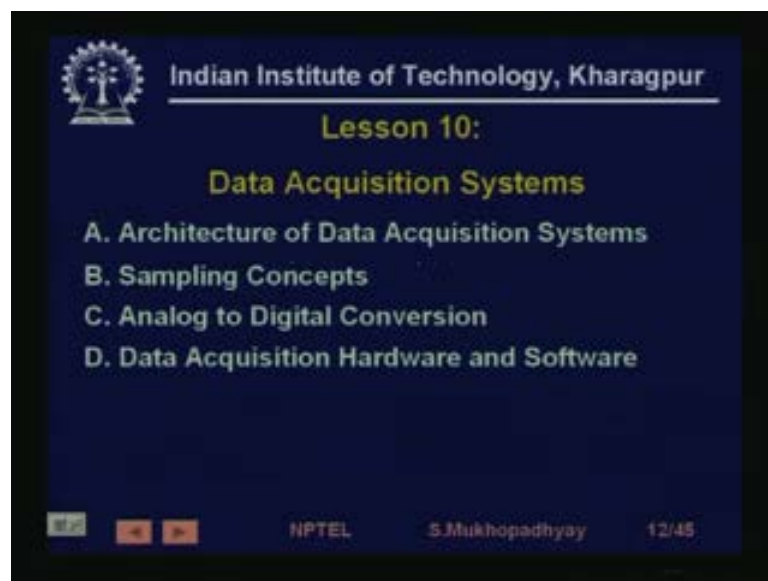 Indian Institute of Technology, Kharagpur
Lesson 10:
Data Acquisition Systems
A. Architecture of Data Acquisition Systems
B. Sampling Concepts
C. Analog to Digital Conversion
D. Data Acquisition Hardware and Software
NPTEL S.Mukhopadhyay 12/45